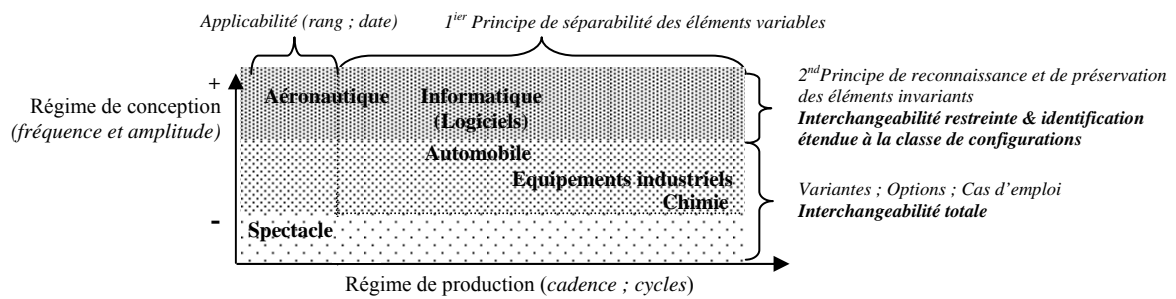 Applicabilité (rang ; date)
1ier Principe de séparabilité des éléments variables
+
Régime de conception
(fréquence et amplitude)
-
Aéronautique
Informatique
(Logiciels)
Automobile
Equipements industriels
Chimie
Spectacle
2nd Principe de reconnaissance et de préservation
des éléments invariants
Interchangeabilité restreinte & identification
étendue à la classe de configurations
Variantes ; Options ; Cas d'emploi
Interchangeabilité totale
Régime de production (cadence ; cycles)